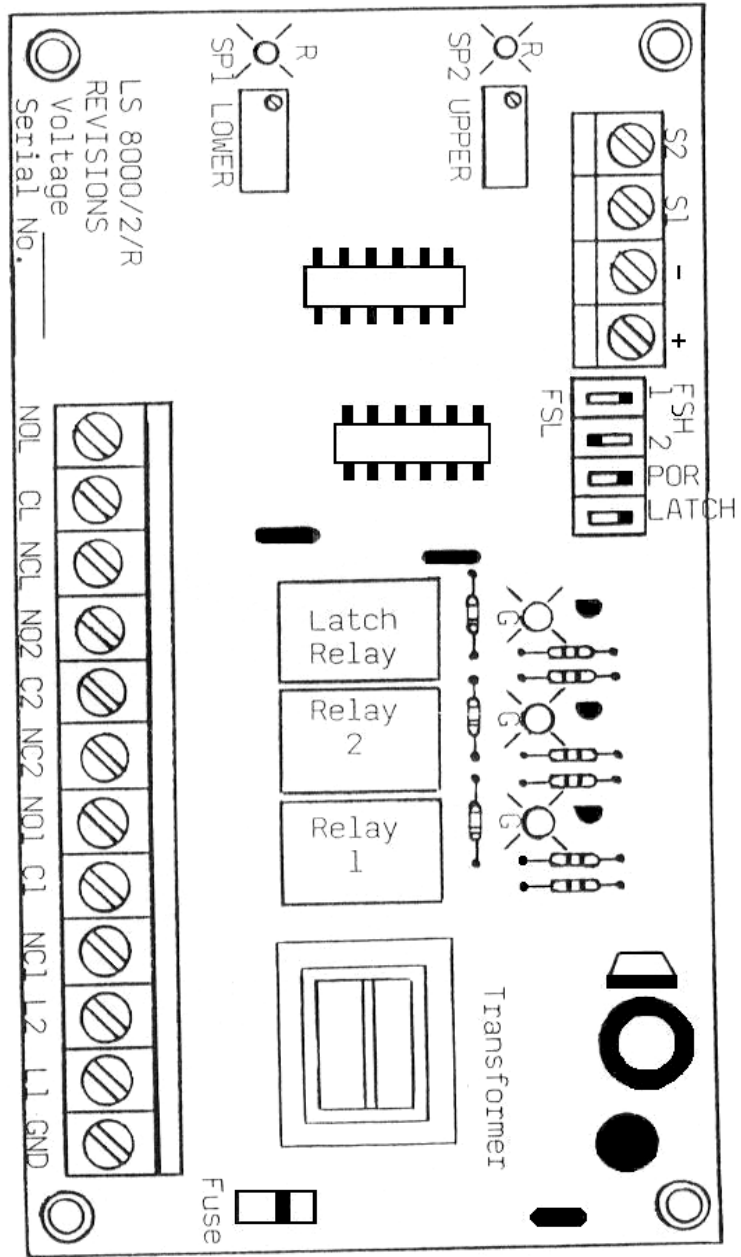 R
SP1 LOWER
R
SP2 UPPER
LS 8000/2/R
REVISIONS
Voltage
Serial No.
S2
S1
-
+
1
2
FSH
FSL
POR
LATCH
NOL
CL
NCL
NO2
C2
NC2
NO1
C1
NC1
L2
L1
GND
Latch
Relay
G
Relay
2
G
Relay
1
G
Transformer
Fuse